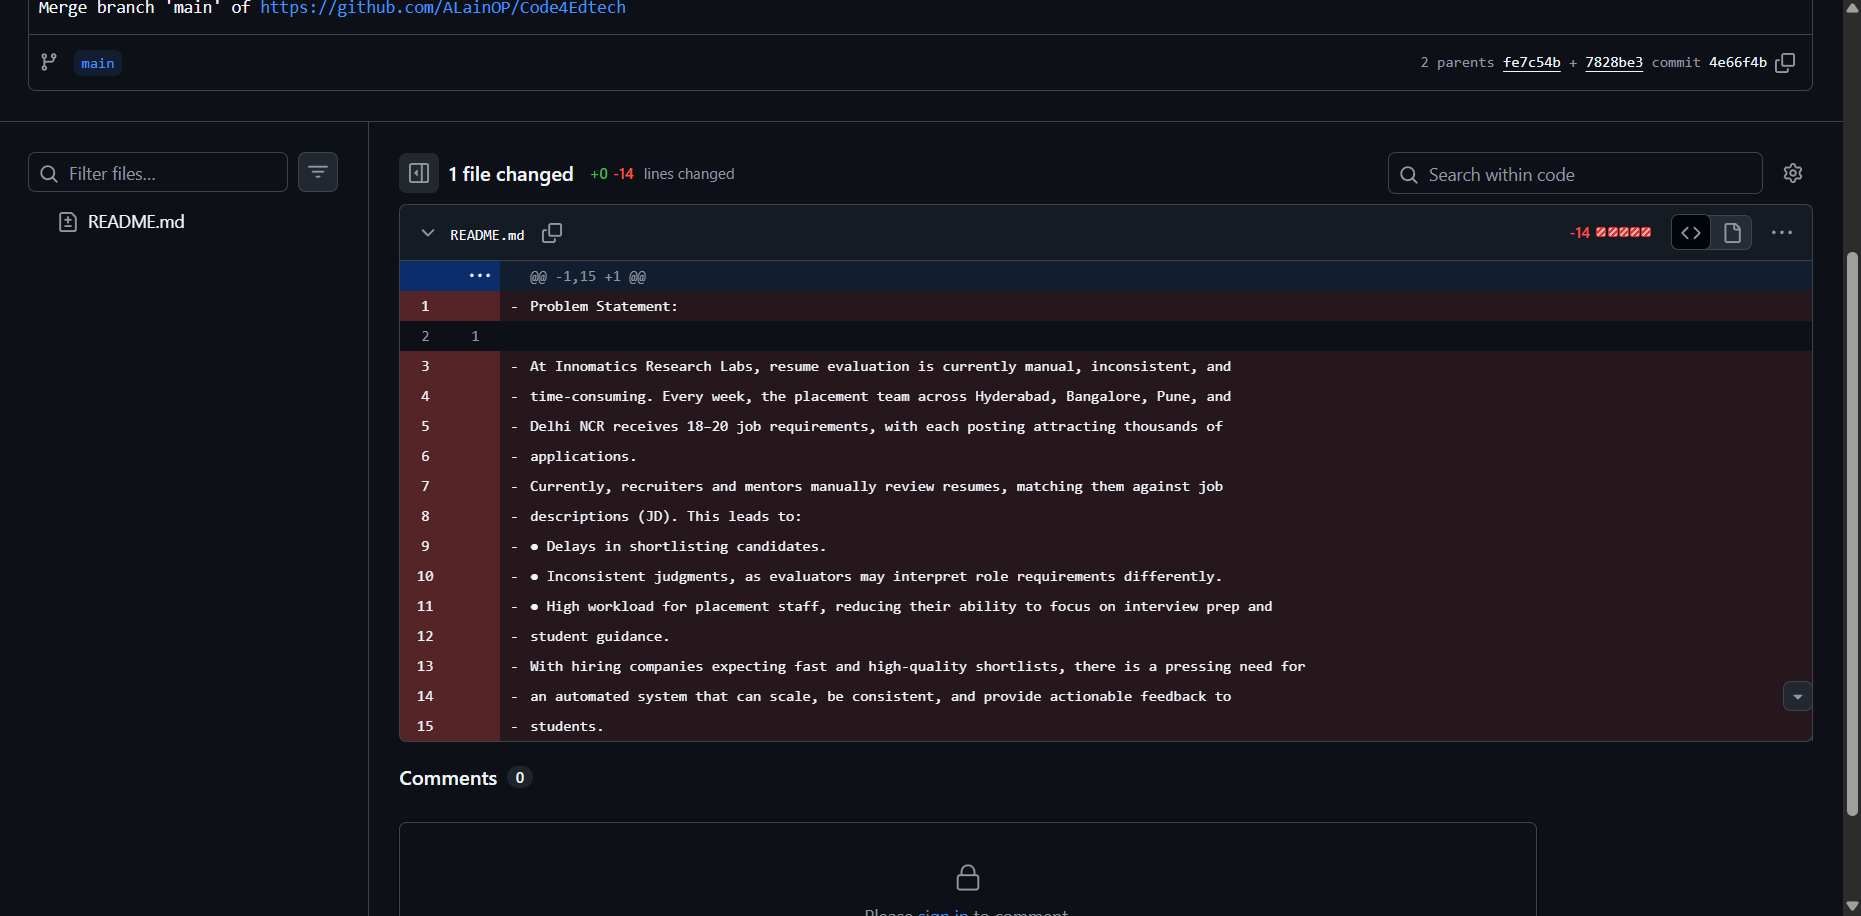 Merge branch 'main' of https://github.com/ALainOP/Code4Edtech
main
2 parents fe7c54b + 7828be3 commit 4e66f4b
Filter files...
1 file changed +0 -14 lines changed
Search within code
README.md
README.md
-14
@@ -1,15 +1 @@
1 - Problem Statement:
2 1
3 - At Innomatics Research Labs, resume evaluation is currently manual, inconsistent, and
4 - time-consuming. Every week, the placement team across Hyderabad, Bangalore, Pune, and
5 - Delhi NCR receives 18–20 job requirements, with each posting attracting thousands of
6 - applications.
7 - Currently, recruiters and mentors manually review resumes, matching them against job
8 - descriptions (JD). This leads to:
9 - ● Delays in shortlisting candidates.
10 - ● Inconsistent judgments, as evaluators may interpret role requirements differently.
11 - ● High workload for placement staff, reducing their ability to focus on interview prep and
12 - student guidance.
13 - With hiring companies expecting fast and high-quality shortlists, there is a pressing need for
14 - an automated system that can scale, be consistent, and provide actionable feedback to
15 - students.
Comments 0
Please sign in to comment